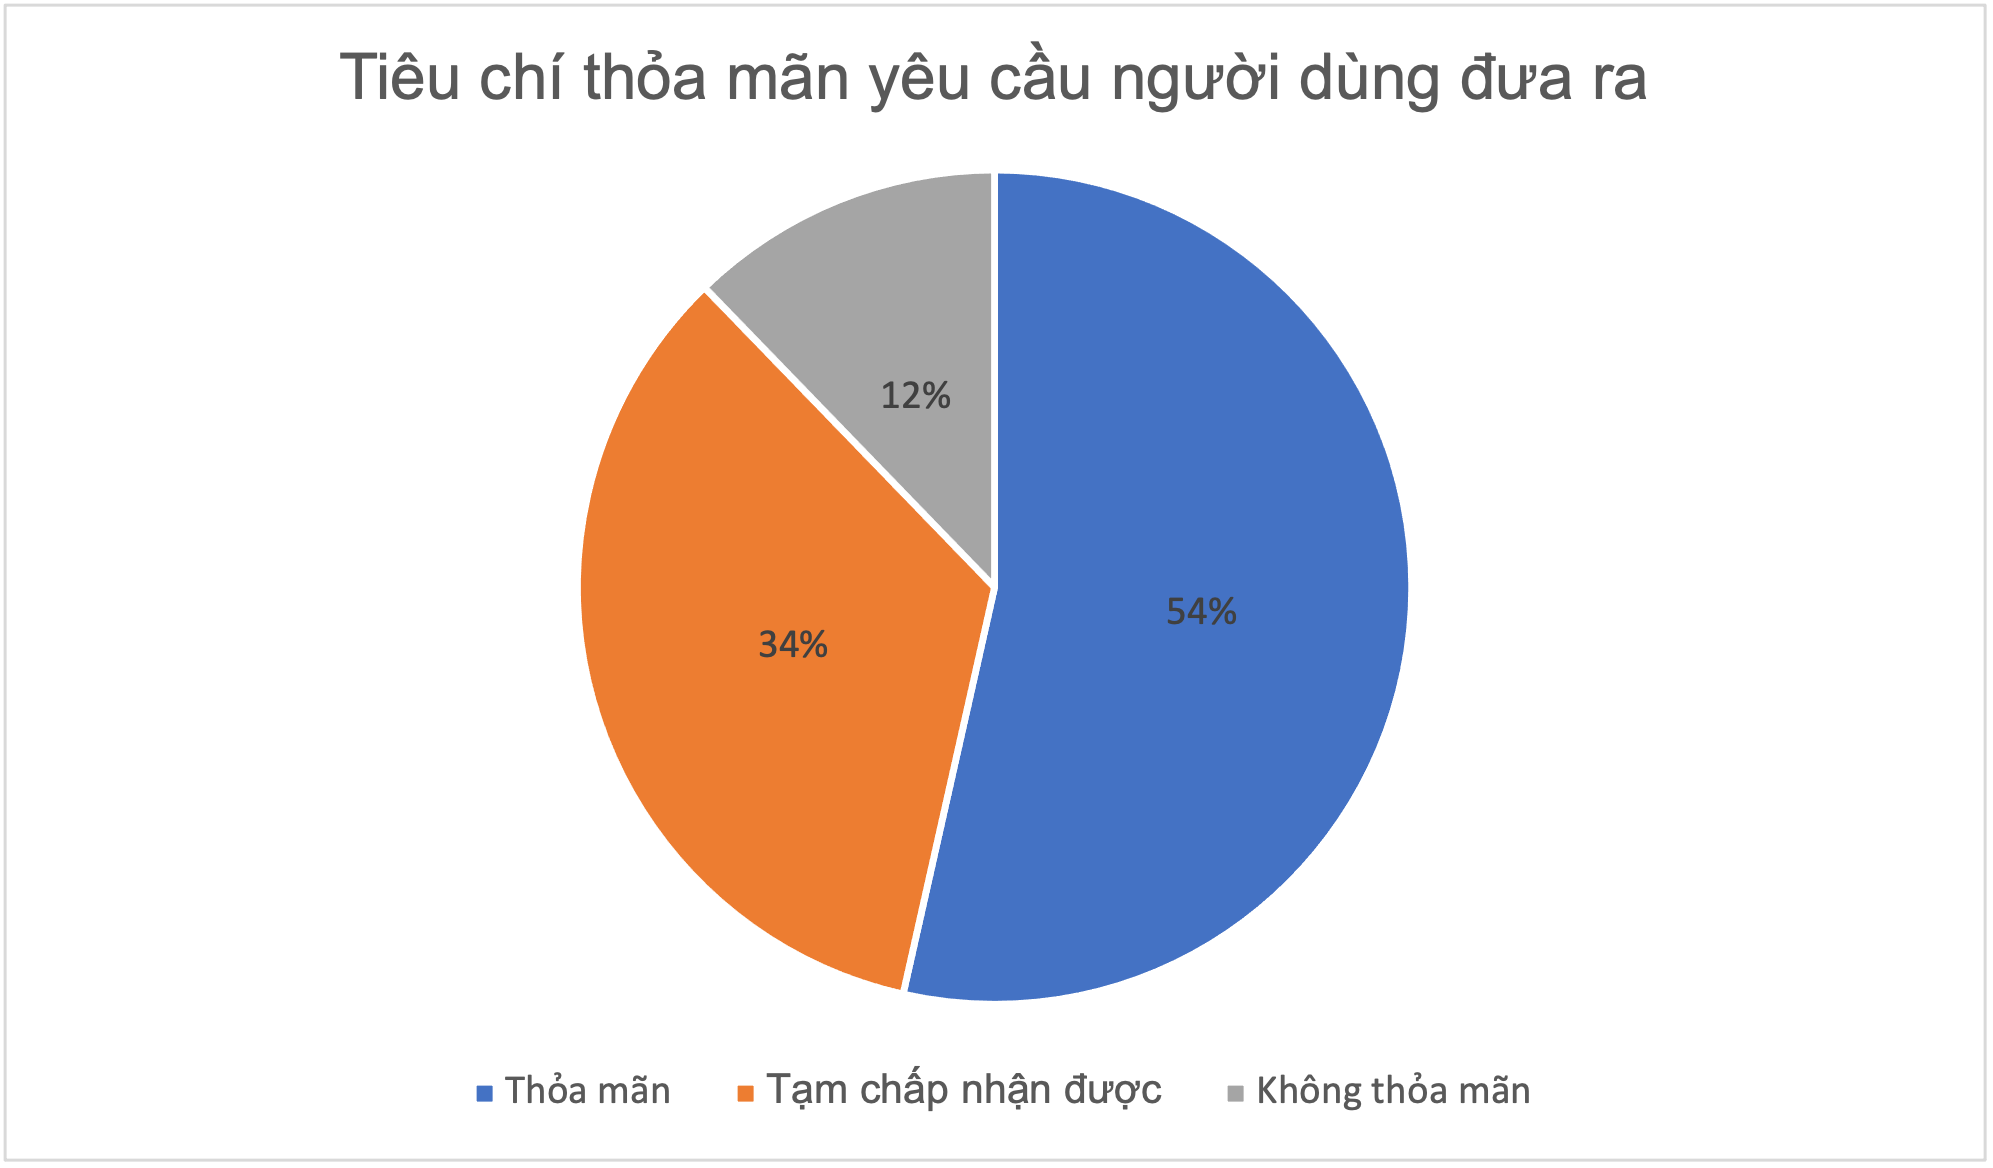 Tiêu chí thỏa mãn yêu cầu người dùng đưa ra
12%
54%
34%
Thỏa mãn
Tạm chấp nhận được
Không thỏa mãn